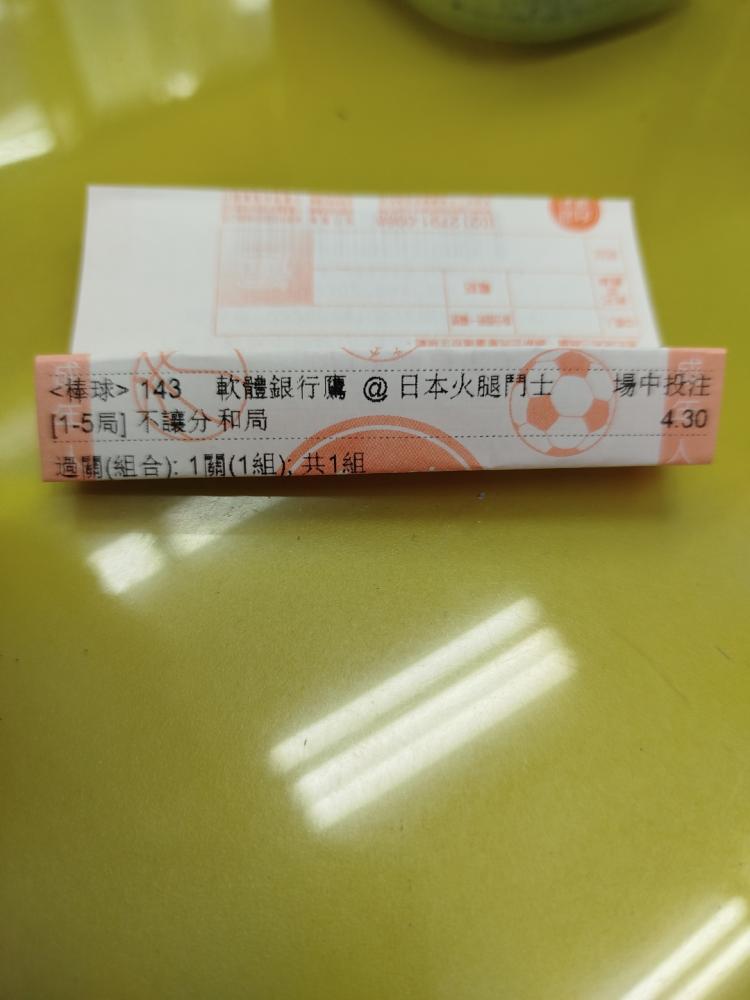 <棒球> 143 軟體銀行鷹 @ 日本火腿鬥士 場中投注
[1-5局] 不讓分 和局 4.30
過關(組合): 1關(1組); 共1組